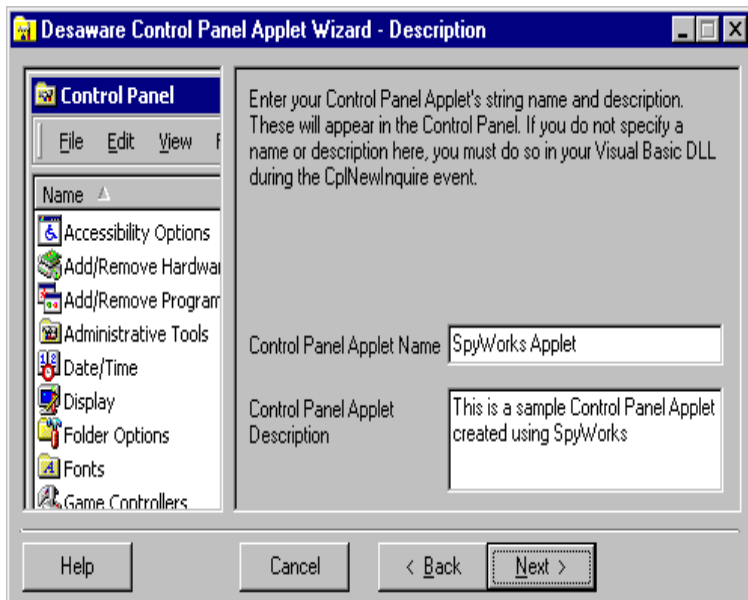 Desaware Control Panel Applet Wizard - Description
Control Panel
File Edit View F
Name
Accessibility Options
Add/Remove Hardwar
Add/Remove Program
Administrative Tools
Date/Time
Display
Folder Options
Fonts
Game Controllers
Enter your Control Panel Applet's string name and description.
These will appear in the Control Panel. If you do not specify a
name or description here, you must do so in your Visual Basic DLL
during the CplNewInquire event.
Control Panel Applet Name SpyWorks Applet
Control Panel Applet
Description
This is a sample Control Panel Applet
created using SpyWorks
Help Cancel < Back Next >